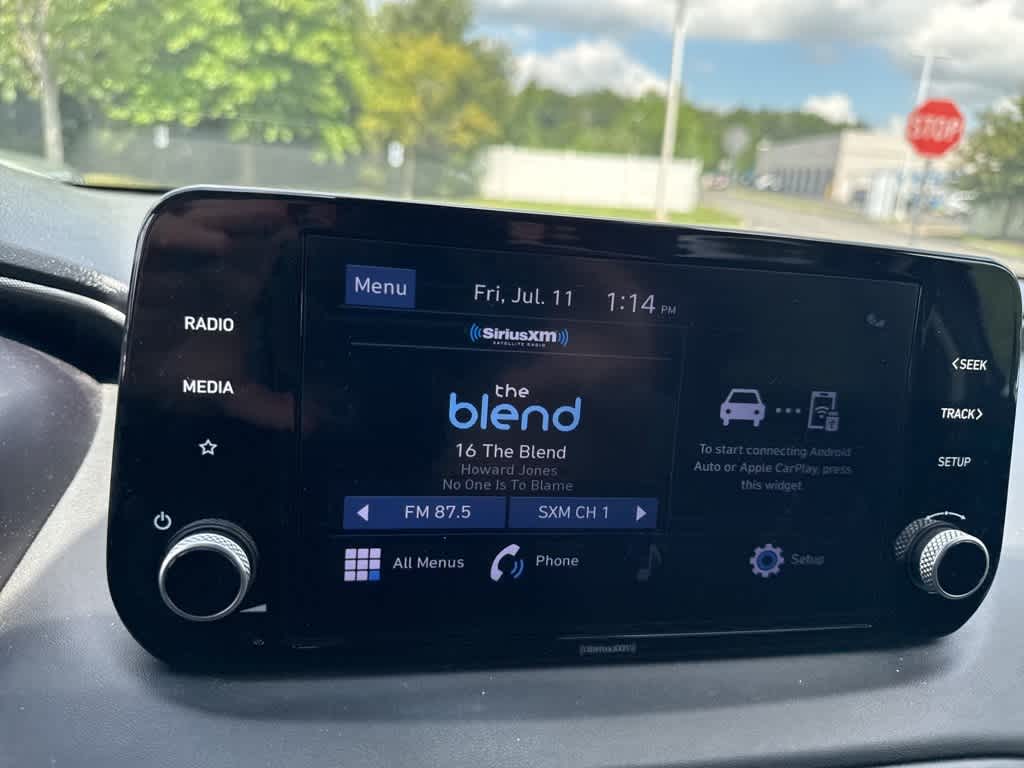 STOP
Menu
Fri, Jul. 11
1:14 PM
SiriusXM
SATELLITE RADIO
RADIO
MEDIA
the
blend
16 The Blend
Howard Jones
No One Is To Blame
FM 87.5
SXM CH 1
To start connecting Android
Auto or Apple CarPlay, press
this widget.
<SEEK
TRACK>
SETUP
All Menus
Phone
Setup
SiriusXM